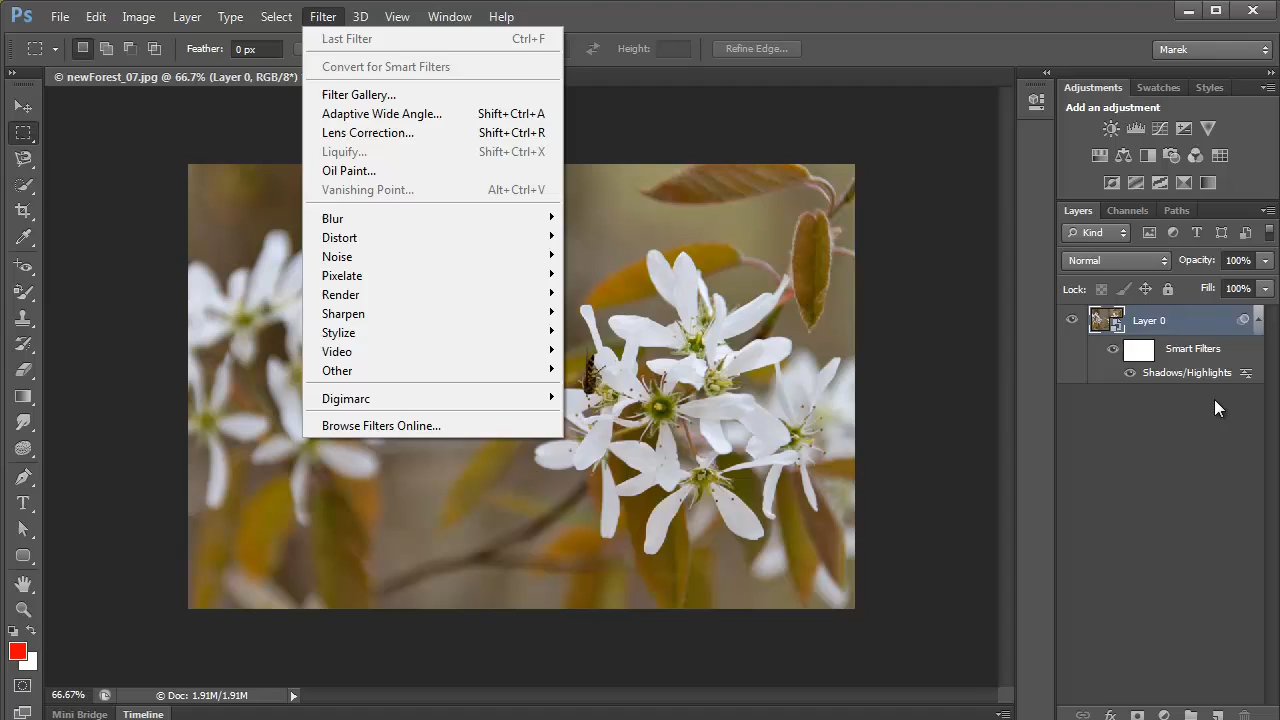 Ps File Edit Image Layer Type Select Filter 3D View Window Help
Feather: 0 px Height: Refine Edge... Marek
© newForest_07.jpg @ 66.7% (Layer 0, RGB/8*)
Last Filter Ctrl+F
Convert for Smart Filters
Filter Gallery...
Adaptive Wide Angle... Shift+Ctrl+A
Lens Correction... Shift+Ctrl+R
Liquify... Shift+Ctrl+X
Oil Paint...
Vanishing Point... Alt+Ctrl+V
Blur
Distort
Noise
Pixelate
Render
Sharpen
Stylize
Video
Other
Digimarc
Browse Filters Online...
Adjustments Swatches Styles
Add an adjustment
Layers Channels Paths
Kind
Normal Opacity: 100%
Lock: Fill: 100%
Layer 0
Smart Filters
Shadows/Highlights
66.67% © Doc: 1.91M/1.91M
Mini Bridge Timeline